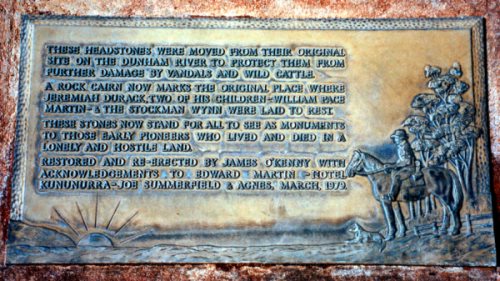 THESE HEADSTONES WERE MOVED FROM THEIR ORIGINAL
SITE ON THE DUNHAM RIVER TO PROTECT THEM FROM
FURTHER DAMAGE BY VANDALS AND WILD CATTLE.
A ROCK CAIRN NOW MARKS THE ORIGINAL PLACE WHERE
JEREMIAH DURACK, TWO OF HIS CHILDREN-WILLIAM PACE
MARTIN-& THE STOCKMAN WYNN WERE LAID TO REST.
THESE STONES NOW STAND FOR ALL TO SEE AS MONUMENTS
TO THOSE EARLY PIONEERS WHO LIVED AND DIED IN A
LONELY AND HOSTILE LAND.
RESTORED AND RE-ERECTED BY JAMES O'KENNY WITH
ACKNOWLEDGEMENTS TO EDWARD MARTIN-HOTEL
KUNUNURRA-JOE SUMMERFIELD & AGNES, MARCH, 1979.